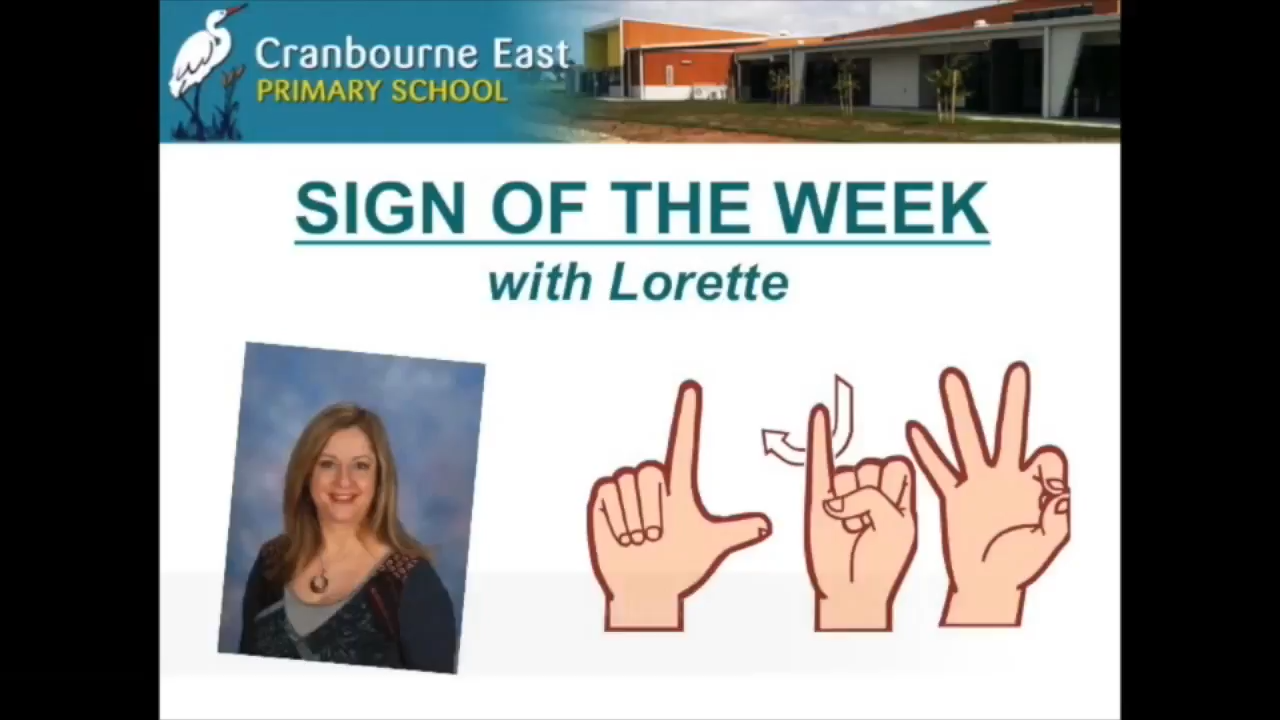 Cranbourne East
PRIMARY SCHOOL
SIGN OF THE WEEK
with Lorette